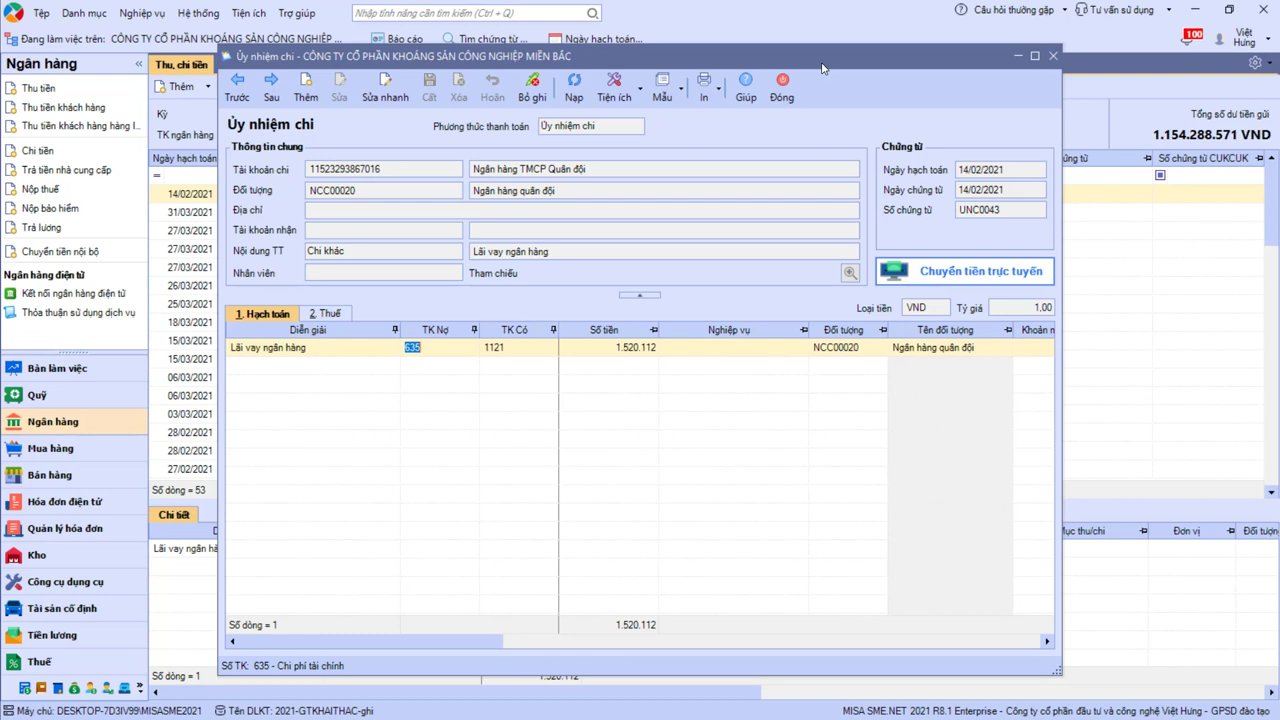 Tệp Danh mục Nghiệp vụ Hệ thống Tiện ích Trợ giúp Nhập tính năng cần tìm kiếm (Ctrl + Q) Câu hỏi thường gặp Tư vấn sử dụng
Đang làm việc trên: CÔNG TY CỔ PHẦN KHOÁNG SẢN CÔNG NGHIỆP MIỀN BẮC ... Báo cáo Tìm chứng từ ... Ngày hạch toán... 100 Việt Hưng
Ngân hàng «
Thu tiền
Thu tiền khách hàng
Thu tiền khách hàng hàng l...
Chi tiền
Trả tiền nhà cung cấp
Nộp thuế
Nộp bảo hiểm
Trả lương
Chuyển tiền nội bộ
Ngân hàng điện tử
Kết nối ngân hàng điện tử
Thỏa thuận sử dụng dịch vụ
Bàn làm việc
Quỹ
Ngân hàng
Mua hàng
Bán hàng
Hóa đơn điện tử
Quản lý hóa đơn
Kho
Công cụ dụng cụ
Tài sản cố định
Tiền lương
Thuế
Thu, chi tiền
Thêm
Kỳ
TK ngân hàng
Ngày hạch toán
=
14/02/2021
31/03/2021
27/03/2021
27/03/2021
27/03/2021
26/03/2021
25/03/2021
18/03/2021
15/03/2021
15/03/2021
06/03/2021
06/03/2021
03/03/2021
28/02/2021
28/02/2021
27/02/2021
Số dòng = 53
Chi tiết
Lãi vay ngân hà
Số dòng = 1 1.520.112
Ủy nhiệm chi - CÔNG TY CỔ PHẦN KHOÁNG SẢN CÔNG NGHIỆP MIỀN BẮC
Trước Sau Thêm Sửa Sửa nhanh Cất Xóa Hoãn Bỏ ghi Nạp Tiện ích Mẫu In Giúp Đóng
Ủy nhiệm chi Phương thức thanh toán Ủy nhiệm chi
Thông tin chung
Tài khoản chi 11523293867016 Ngân hàng TMCP Quân đội
Đối tượng NCC00020 Ngân hàng quân đội
Địa chỉ
Tài khoản nhận
Nội dung TT Chi khác Lãi vay ngân hàng
Nhân viên Tham chiếu
Chứng từ
Ngày hạch toán 14/02/2021
Ngày chứng từ 14/02/2021
Số chứng từ UNC0043
Chuyển tiền trực tuyến
Loại tiền VND Tỷ giá 1,00
1. Hạch toán 2. Thuế
Diễn giải TK Nợ TK Có Số tiền Nghiệp vụ Đối tượng Tên đối tượng Khoản m
Lãi vay ngân hàng 635 1121 1.520.112 NCC00020 Ngân hàng quân đội
Số dòng = 1 1.520.112
Số TK: 635 - Chi phí tài chính
Tổng số dư tiền gửi
1.154.288.571 VND
Số chứng từ CUKCUK
Mục thu/chi Đơn vị Đối tượng
Máy chủ: DESKTOP-7D3IV99\MISASME2021 Tên DLKT: 2021-GTKHAITHAC-ghi MISA SME.NET 2021 R8.1 Enterprise - Công ty cổ phần đầu tư và công nghệ Việt Hưng - GPSD đào tạo